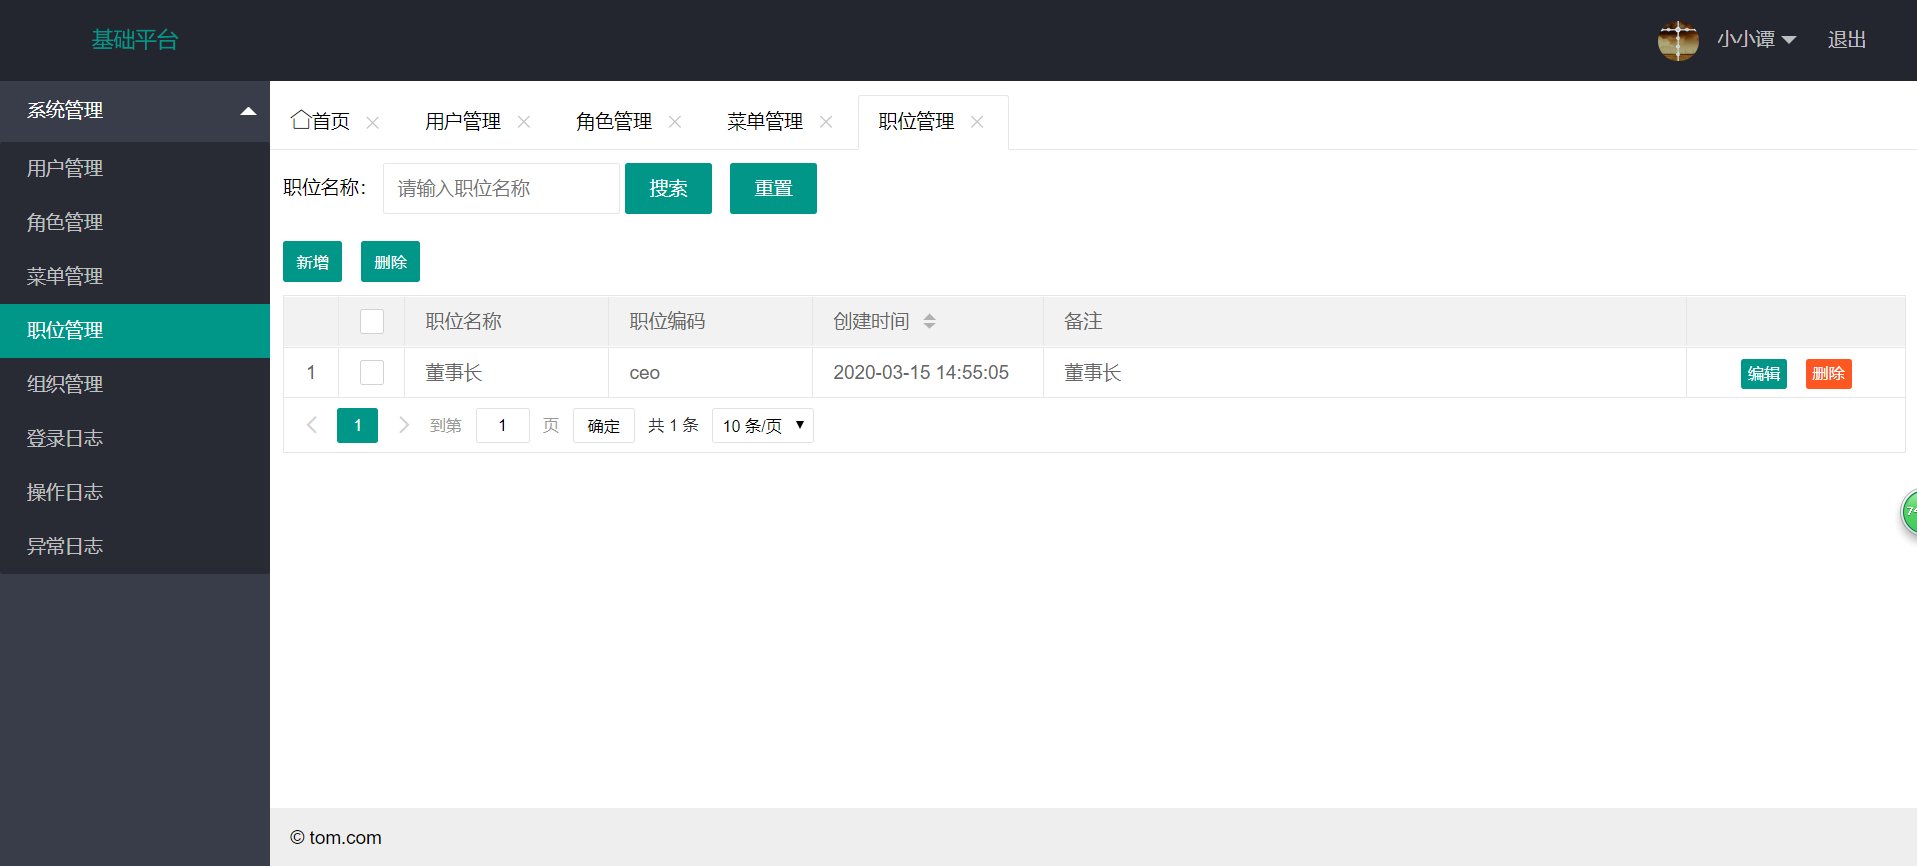 基础平台
小小谭
退出
系统管理
用户管理
角色管理
菜单管理
职位管理
组织管理
登录日志
操作日志
异常日志
首页 用户管理 角色管理 菜单管理 职位管理
职位名称: 请输入职位名称 搜索 重置
新增 删除
职位名称 职位编码 创建时间 备注
1 董事长 ceo 2020-03-15 14:55:05 董事长 编辑 删除
1 到第 1 页 确定 共 1 条 10 条/页
© tom.com